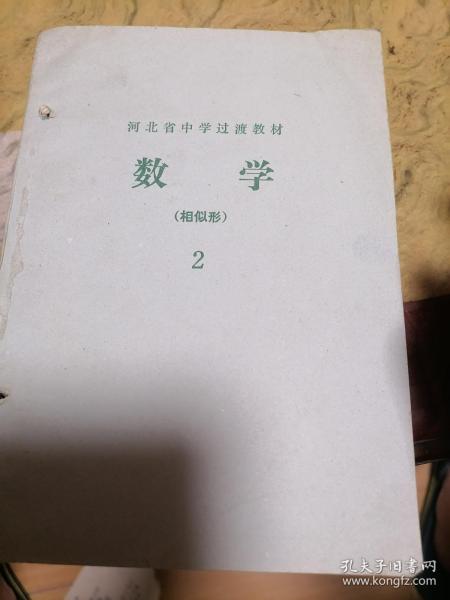 河北省中学过渡教材
数学
(相似形)
2
孔夫子旧书网
www.kongfz.com